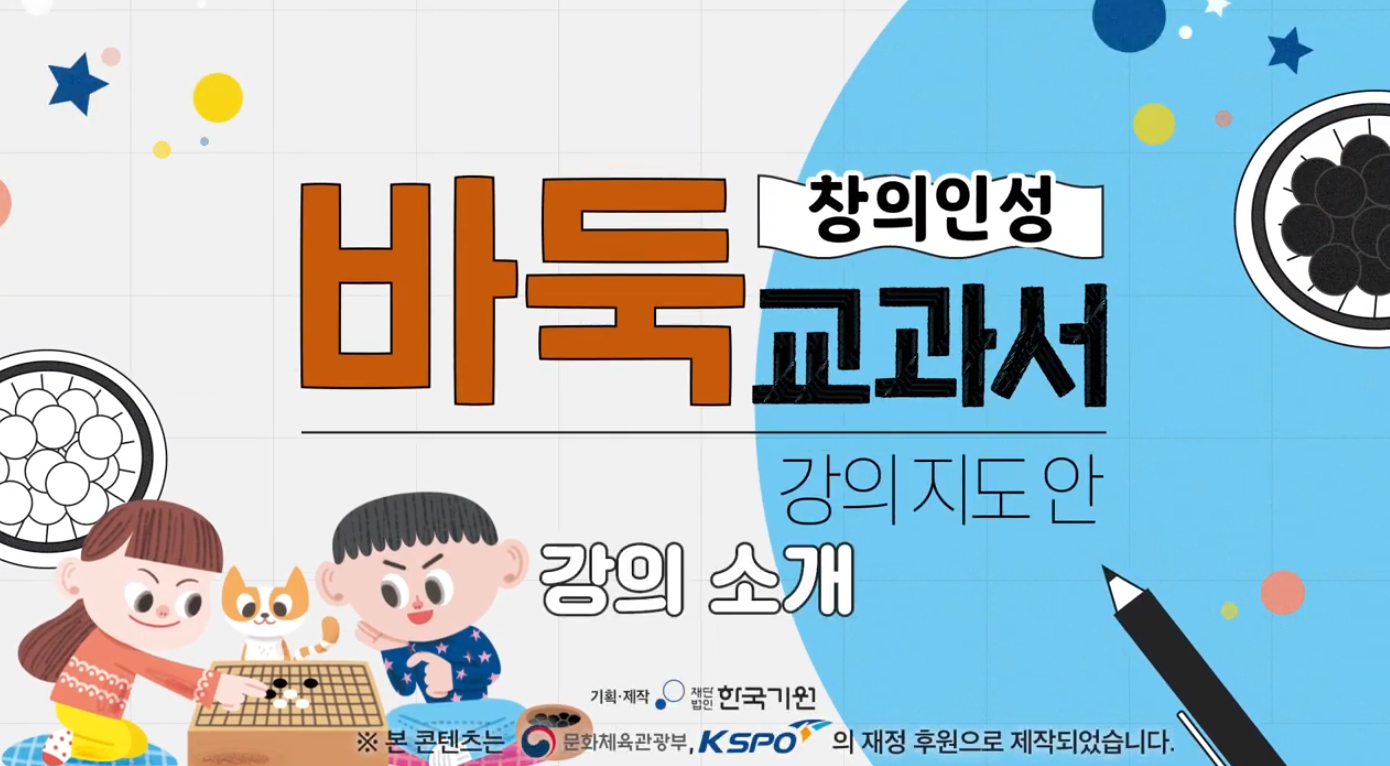 바둑 창의인성
교과서
강의 지도 안
강의 소개
기획·제작 재단법인 한국기원
※ 본 콘텐츠는 문화체육관광부, KSPO 의 재정 후원으로 제작되었습니다.